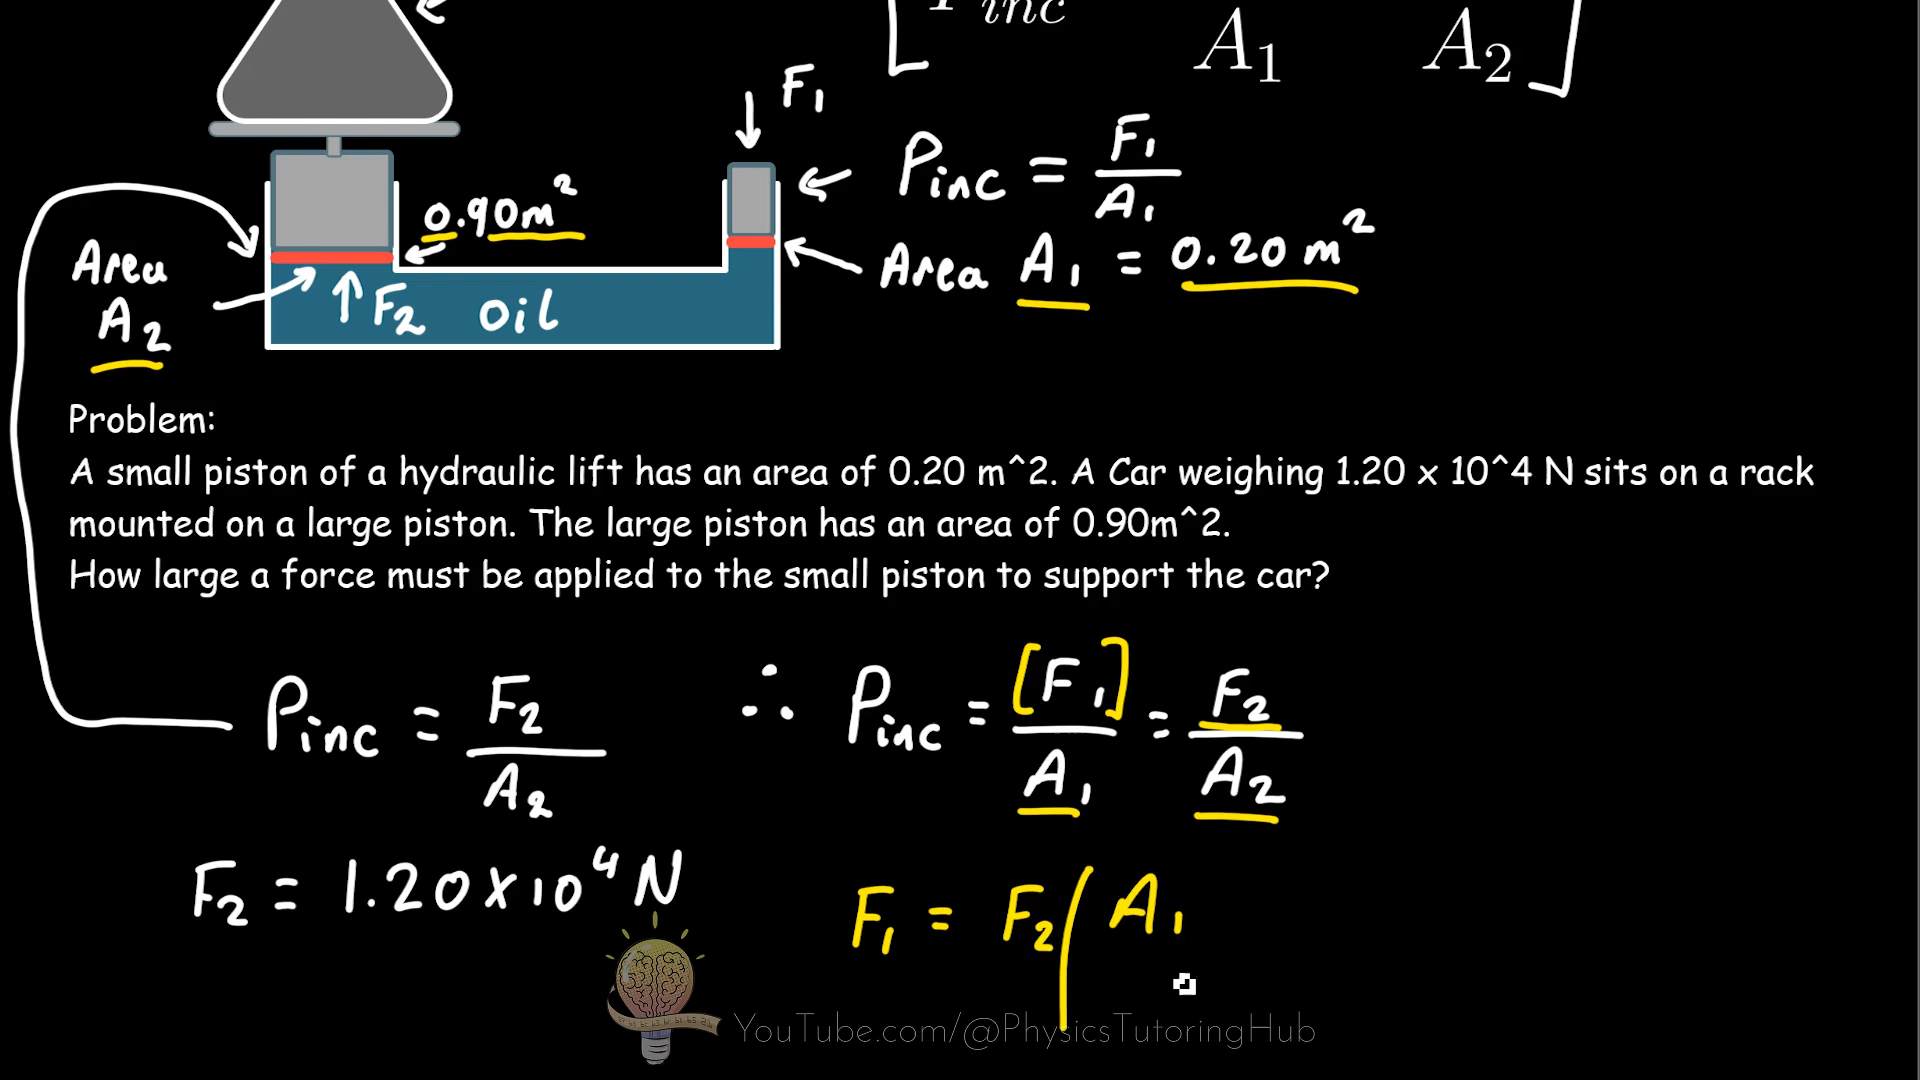 inc
A1 A2
F1
Pinc = F1/A1
0.90m²
Area A1 = 0.20 m²
Area
A2
F2 Oil
Problem:
A small piston of a hydraulic lift has an area of 0.20 m^2. A Car weighing 1.20 x 10^4 N sits on a rack
mounted on a large piston. The large piston has an area of 0.90m^2.
How large a force must be applied to the small piston to support the car?
Pinc = F2/A2
∴ Pinc = [F1]/A1 = F2/A2
F2 = 1.20x10⁴ N
F1 = F2 ( A1
YouTube.com/@PhysicsTutoringHub